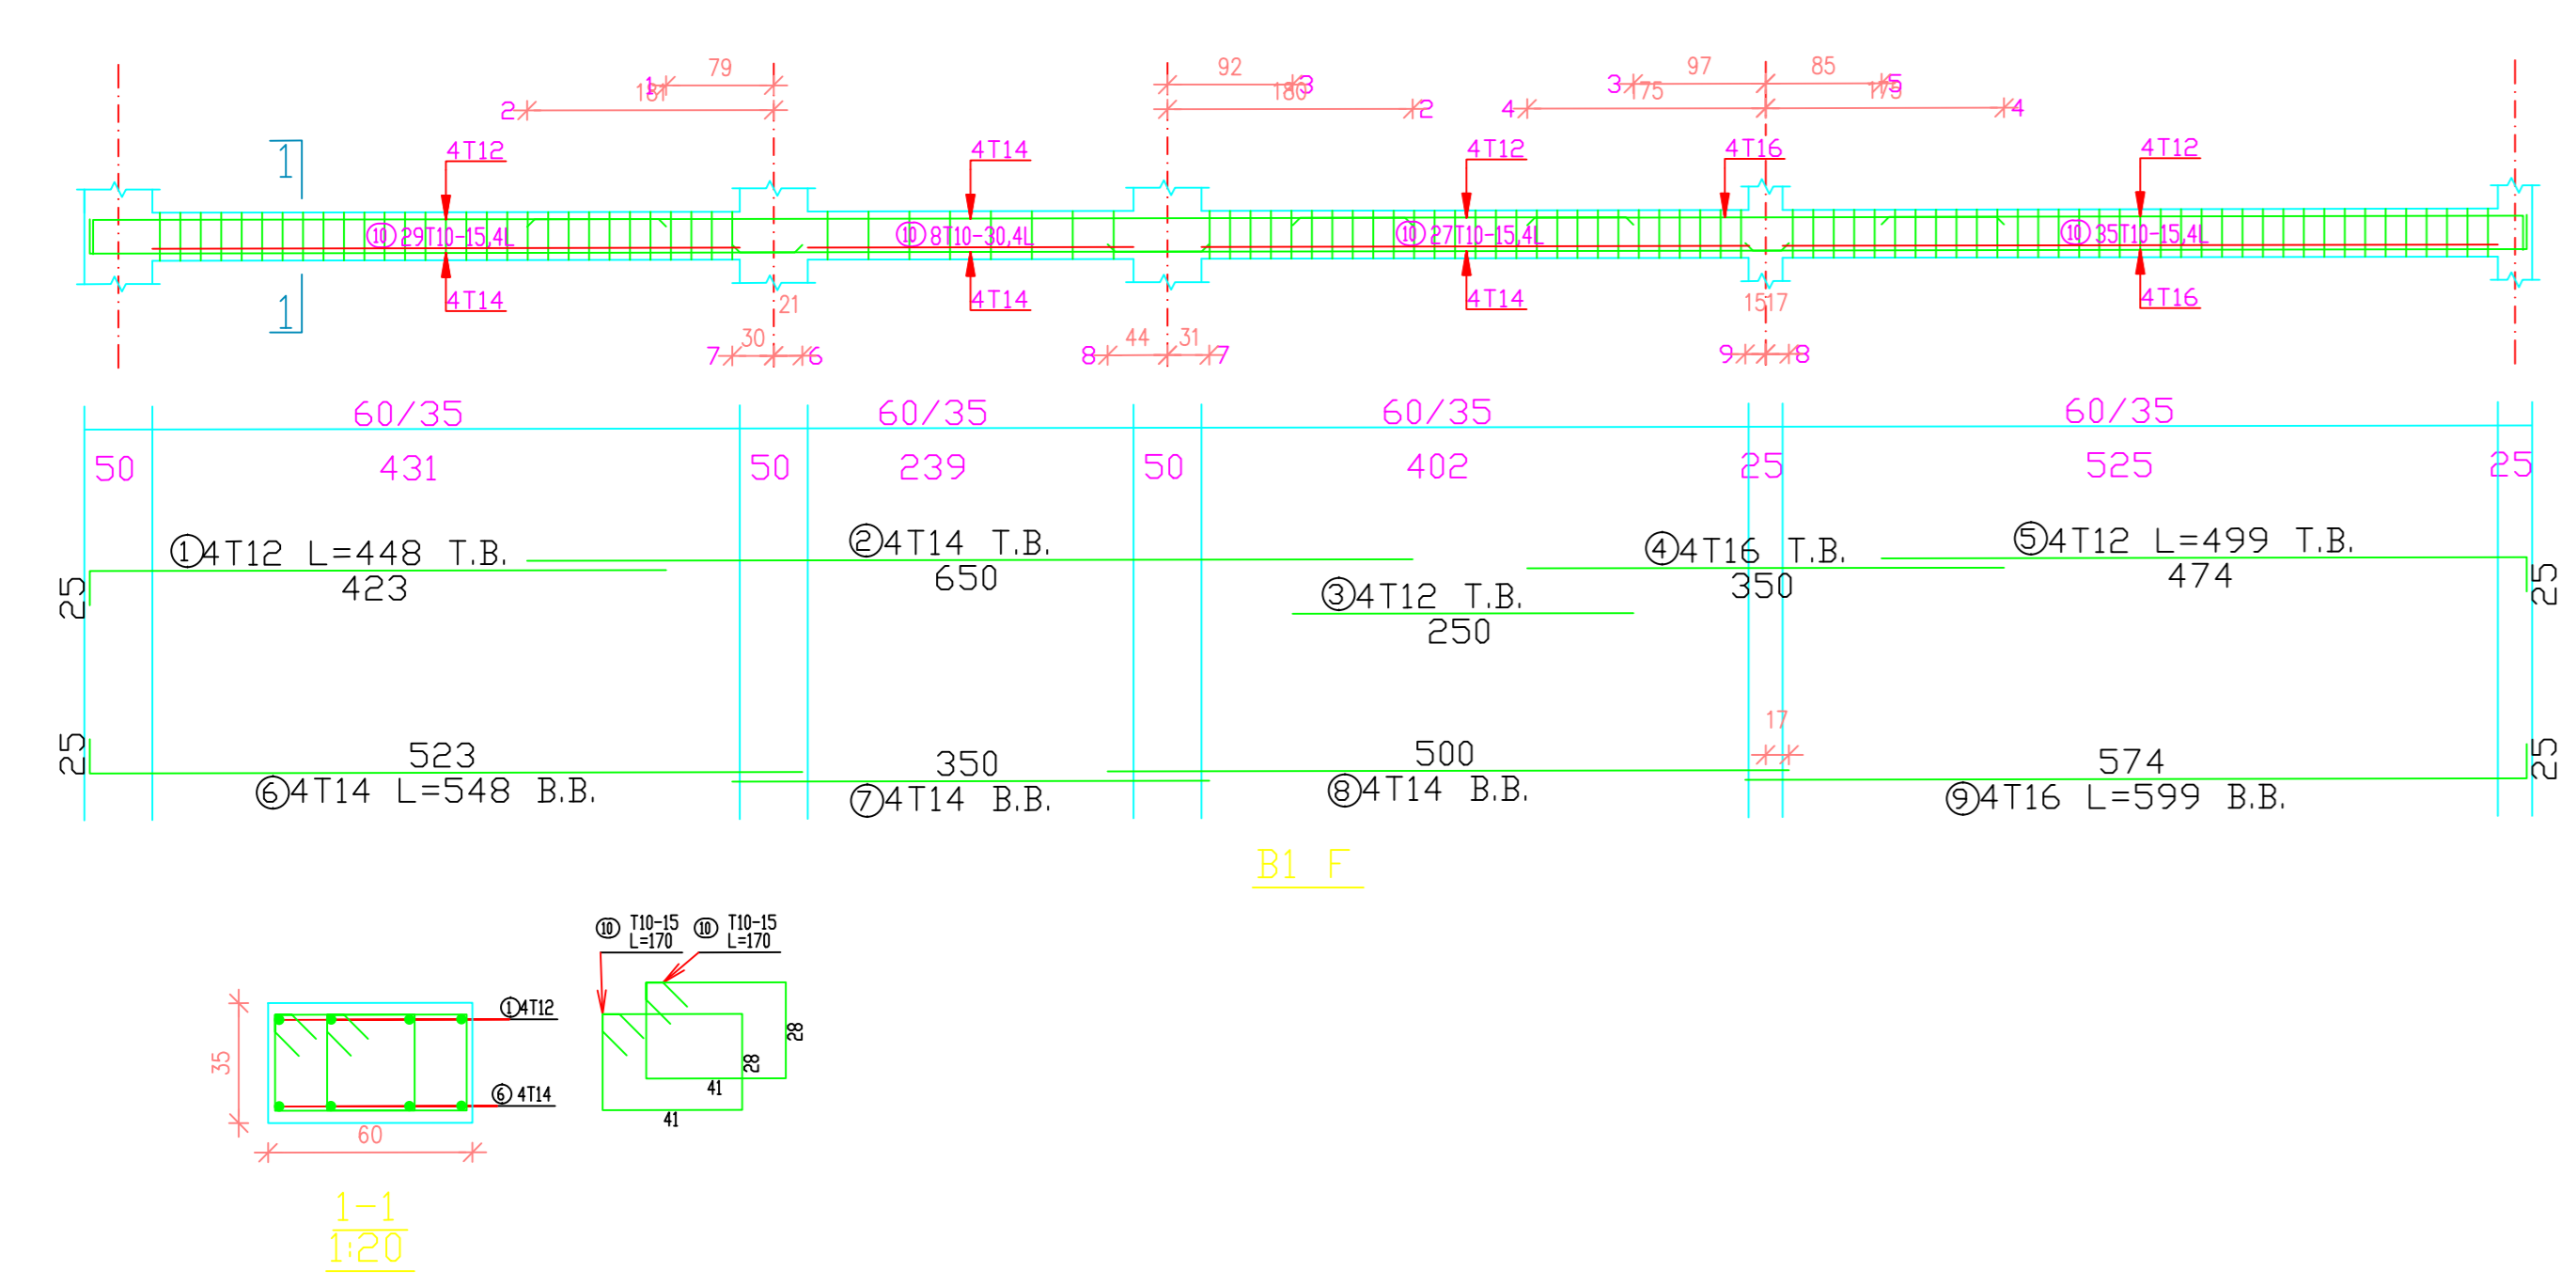 79 92 97 85
1 181 180 3 3 175 175 5
2 2 4 4
1 4T12 4T14 4T12 4T16 4T12
⑩ 29T10-15,4L ⑩ 8T10-30,4L ⑩ 27T10-15,4L ⑩ 35T10-15,4L
1 4T14 4T14 4T14 4T16
21 1517
30 44 31
7 6 8 7 9 8
60/35 60/35 60/35 60/35
50 431 50 239 50 402 25 525 25
①4T12 L=448 T.B. ②4T14 T.B. ④4T16 T.B. ⑤4T12 L=499 T.B.
25 423 650 350 474 25
③4T12 T.B.
250
17
25 523 350 500 574 25
⑥4T14 L=548 B.B. ⑦4T14 B.B. ⑧4T14 B.B. ⑨4T16 L=599 B.B.
B1 F
⑩ T10-15 ⑩ T10-15
L=170 L=170
①4T12
35
28
28
⑥ 4T14
41
41
60
1-1
1:20